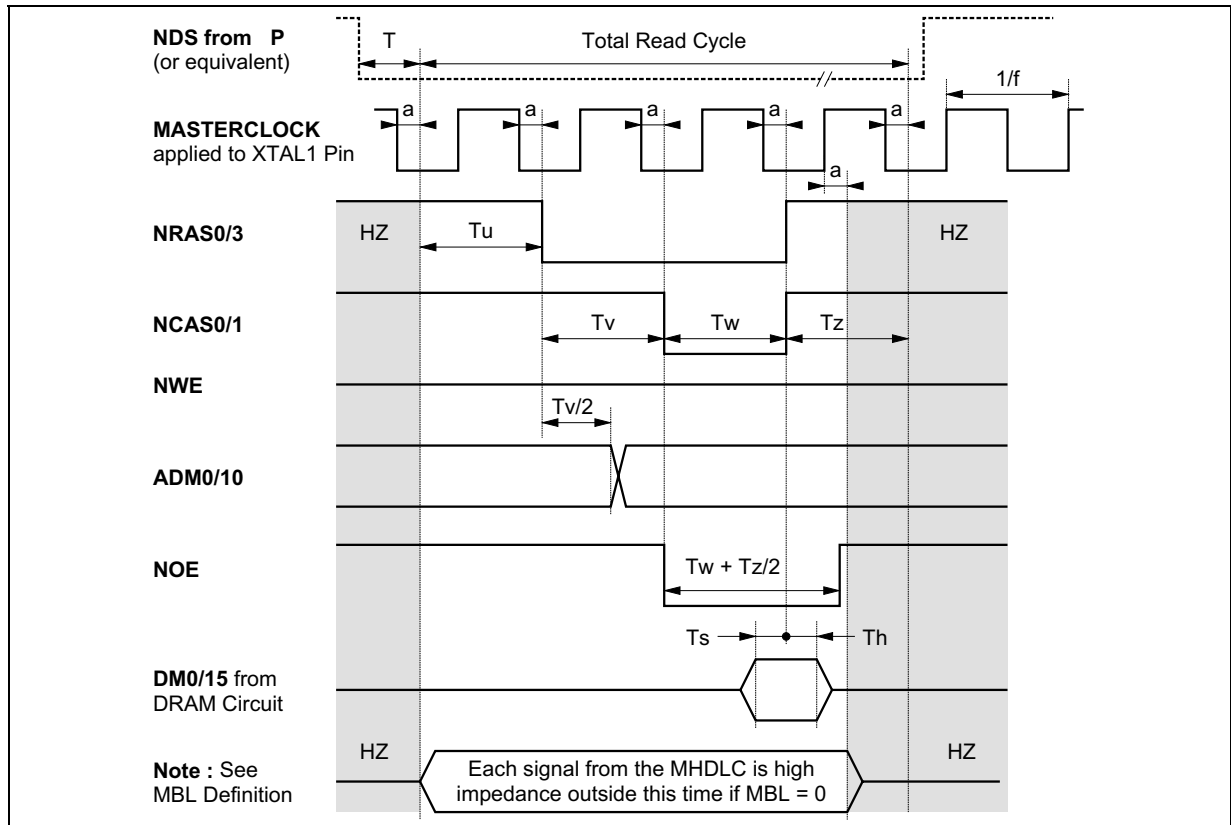 NDS from P
(or equivalent)
T
Total Read Cycle
1/f
MASTERCLOCK
applied to XTAL1 Pin
a
a
a
a
a
a
NRAS0/3
HZ
Tu
HZ
NCAS0/1
Tv
Tw
Tz
NWE
Tv/2
ADM0/10
NOE
Tw + Tz/2
Ts
Th
DM0/15 from
DRAM Circuit
HZ
HZ
Note : See
MBL Definition
Each signal from the MHDLC is high
impedance outside this time if MBL = 0